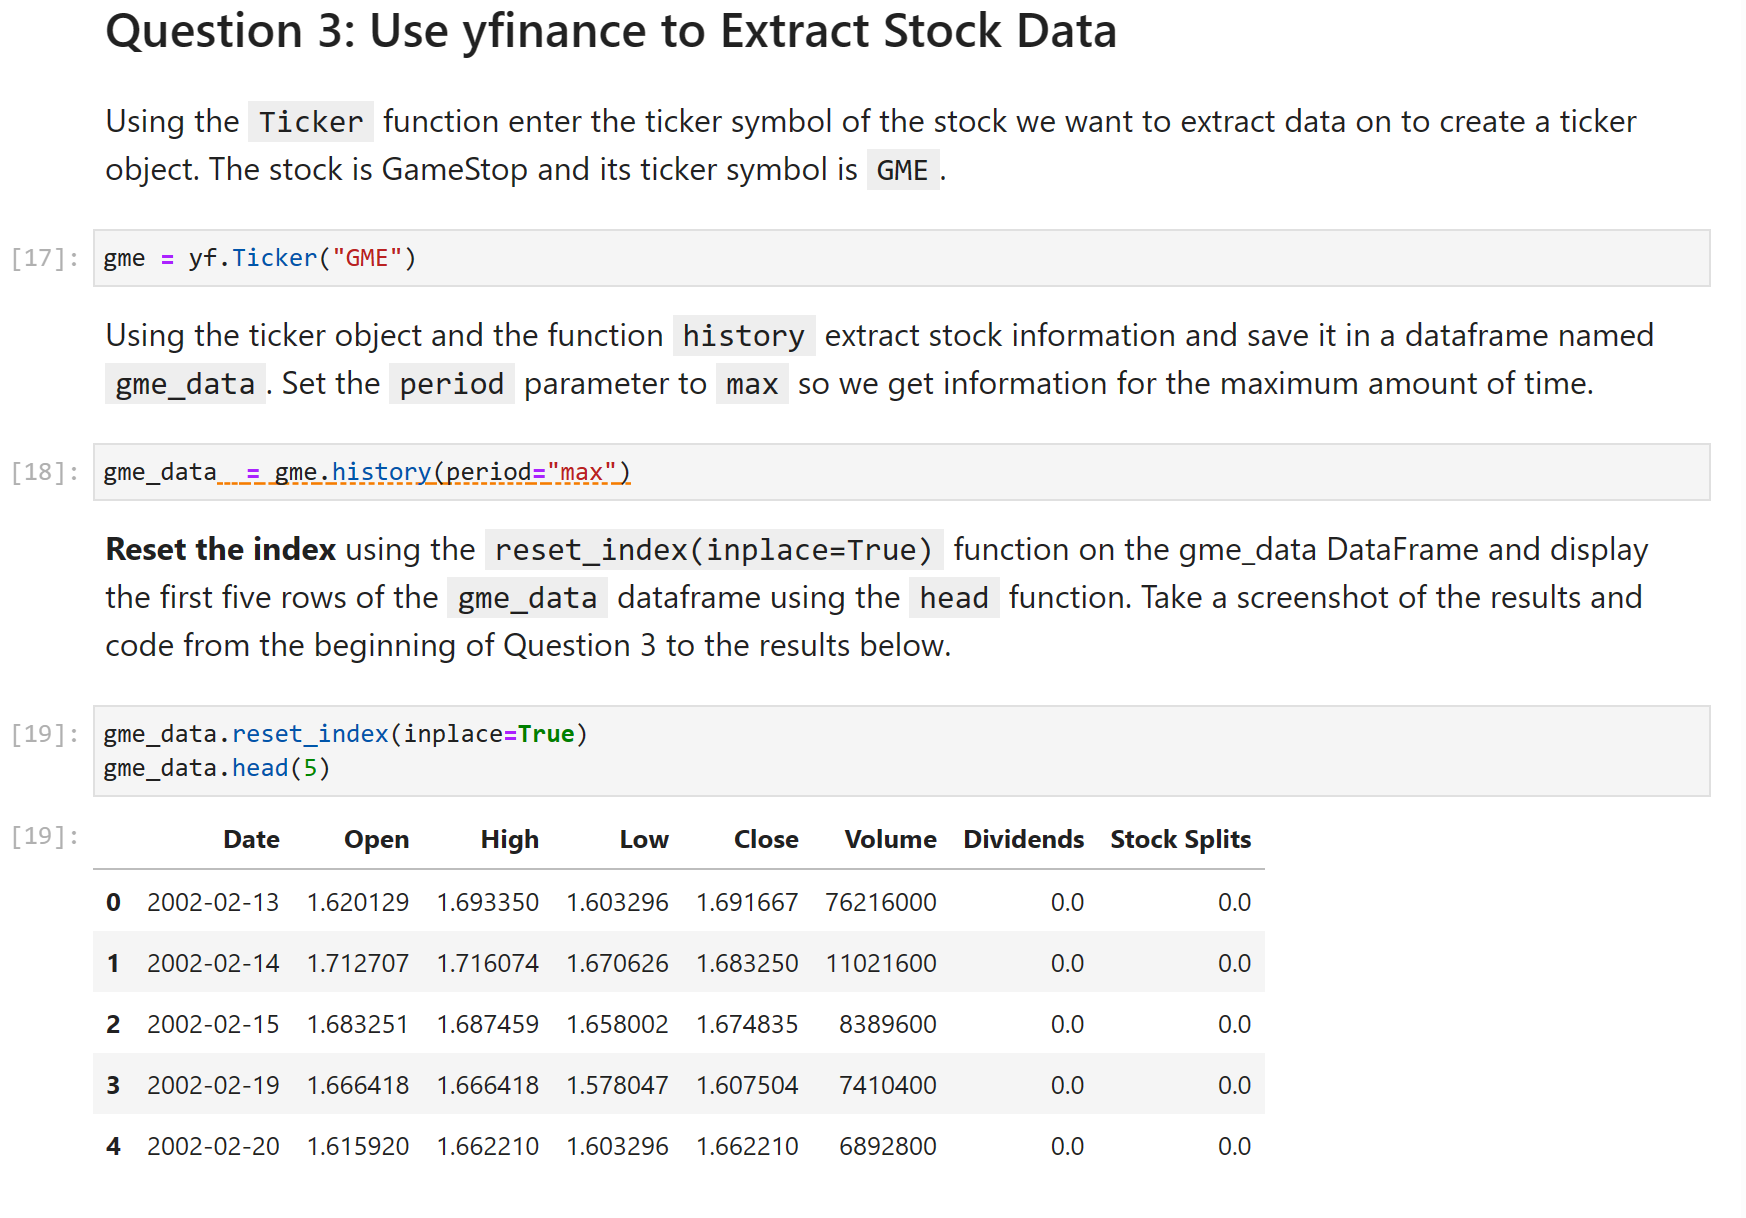 Question 3: Use yfinance to Extract Stock Data
Using the Ticker function enter the ticker symbol of the stock we want to extract data on to create a ticker
object. The stock is GameStop and its ticker symbol is GME .
[17]: gme = yf.Ticker("GME")
Using the ticker object and the function history extract stock information and save it in a dataframe named
gme_data . Set the period parameter to max so we get information for the maximum amount of time.
[18]: gme_data  = gme.history(period="max")
Reset the index using the reset_index(inplace=True) function on the gme_data DataFrame and display
the first five rows of the gme_data dataframe using the head function. Take a screenshot of the results and
code from the beginning of Question 3 to the results below.
[19]: gme_data.reset_index(inplace=True)
gme_data.head(5)
[19]: Date Open High Low Close Volume Dividends Stock Splits
0 2002-02-13 1.620129 1.693350 1.603296 1.691667 76216000 0.0 0.0
1 2002-02-14 1.712707 1.716074 1.670626 1.683250 11021600 0.0 0.0
2 2002-02-15 1.683251 1.687459 1.658002 1.674835 8389600 0.0 0.0
3 2002-02-19 1.666418 1.666418 1.578047 1.607504 7410400 0.0 0.0
4 2002-02-20 1.615920 1.662210 1.603296 1.662210 6892800 0.0 0.0